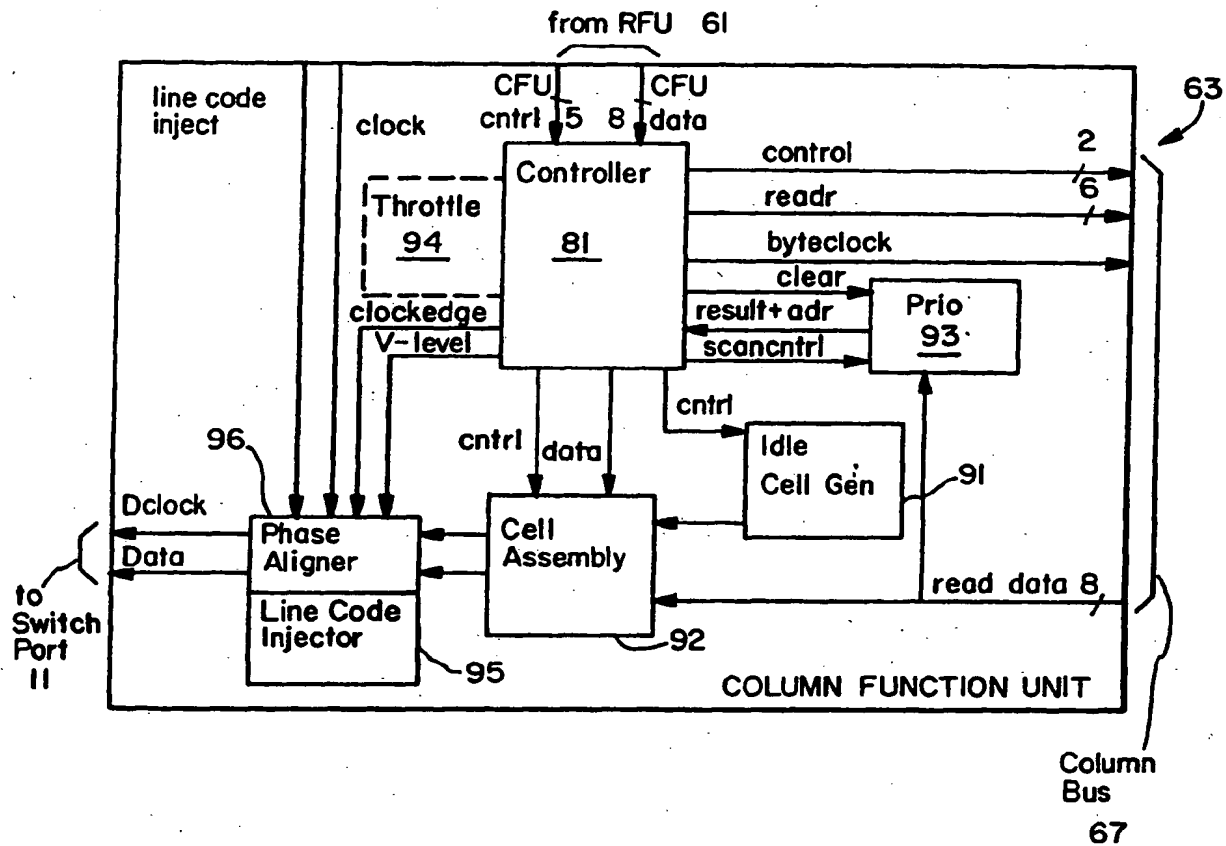 from RFU 61
line code
inject
clock
CFU
cntrl 5
CFU
8 data
63
control
2
readr
6
byteclock
Controller
81
Throttle
94
clear
result+adr
scancntrl
Prio
93
clockedge
V-level
cntrl
data
cntrl
Idle
Cell Gen
91
96
Dclock
Data
Phase
Aligner
Line Code
Injector
95
Cell
Assembly
92
read data 8
to
Switch
Port
11
COLUMN FUNCTION UNIT
Column
Bus
67